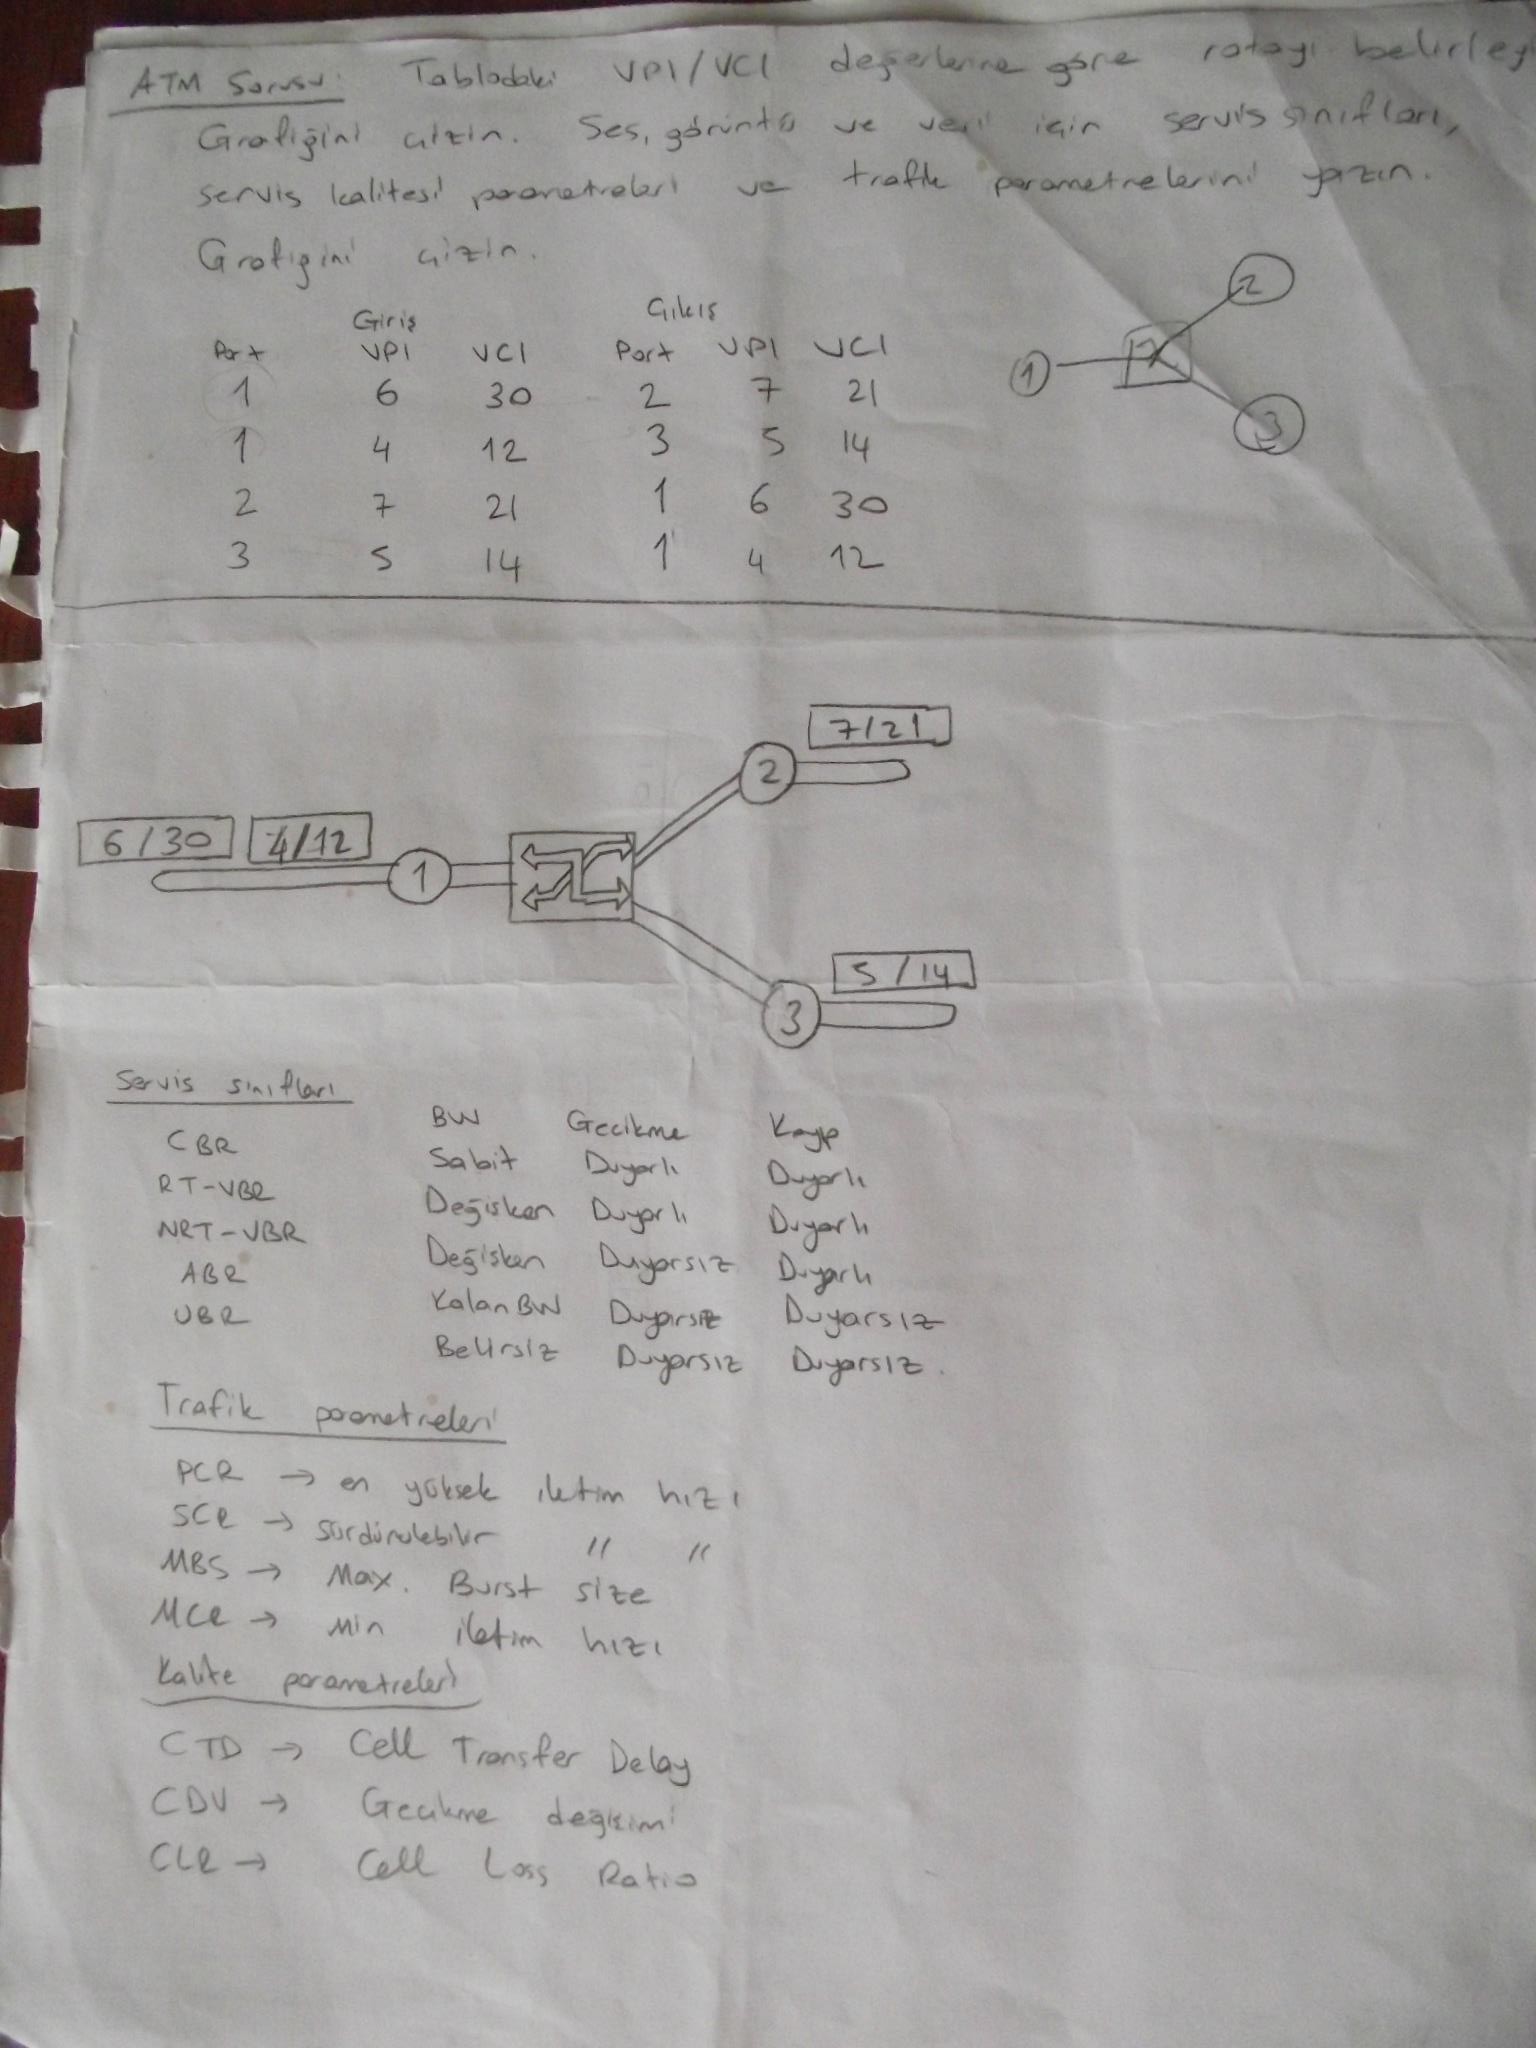 ATM Sorusu: Tablodaki VPI/VCI değerlerine göre rotayı belirley
Grafiğini çizin. Ses, görüntü ve veri için servis sınıfları,
servis kalitesi parametreleri ve trafik parametrelerini yazın.
Grafiğini çizin.
Giriş Çıkış
Port VPI VCI Port VPI VCI
1 6 30 2 7 21
1 4 12 3 5 14
2 7 21 1 6 30
3 5 14 1 4 12
2
1
3
7/21
2
6/30 4/12
1
5/14
3
Servis sınıfları
BW Gecikme Kayıp
CBR Sabit Duyarlı Duyarlı
RT-VBR Değişken Duyarlı Duyarlı
NRT-VBR Değişken Duyarsız Duyarlı
ABR Kalan BW Duyarsız Duyarsız
UBR Belirsiz Duyarsız Duyarsız.
Trafik parametreleri
PCR → en yüksek iletim hızı
SCR → sürdürülebilir " "
MBS → Max. Burst size
MCR → Min iletim hızı
Kalite parametreleri
CTD → Cell Transfer Delay
CDV → Gecikme değişimi
CLR → Cell Loss Ratio